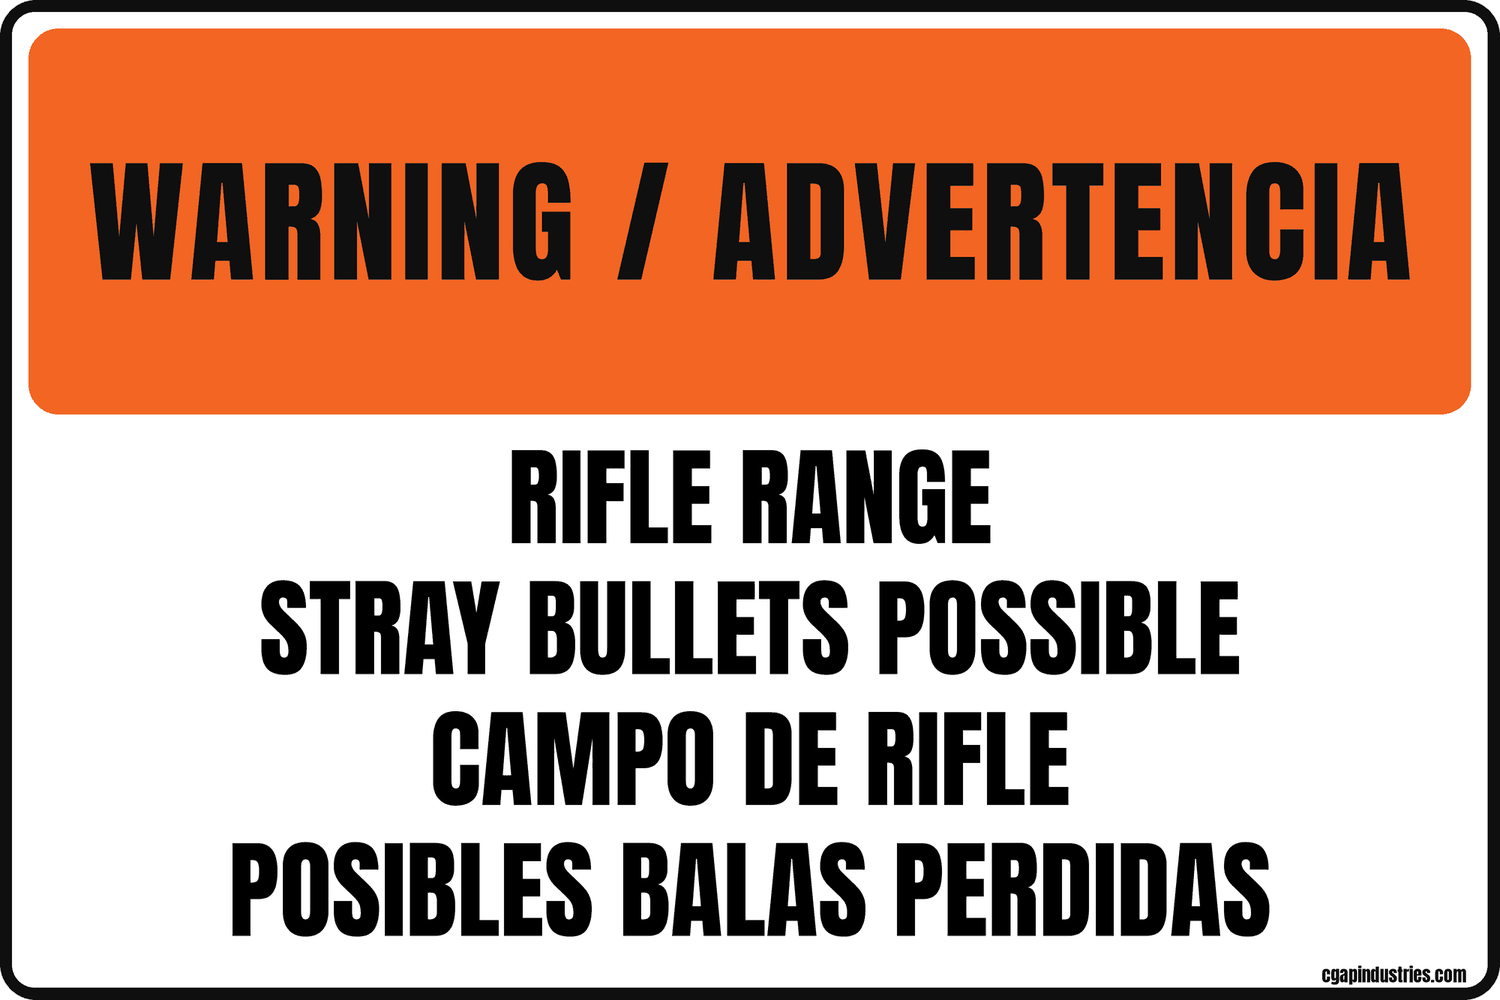 WARNING / ADVERTENCIA
RIFLE RANGE
STRAY BULLETS POSSIBLE
CAMPO DE RIFLE
POSIBLES BALAS PERDIDAS
cgapindustries.com